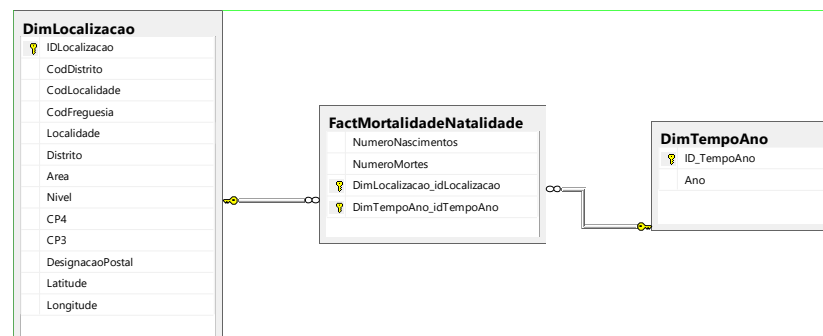 DimLocalizacao
IDLocalizacao
CodDistrito
CodLocalidade
CodFreguesia
Localidade
Distrito
Area
Nivel
CP4
CP3
DesignacaoPostal
Latitude
Longitude
FactMortalidadeNatalidade
NumeroNascimentos
NumeroMortes
DimLocalizacao_idLocalizacao
DimTempoAno_idTempoAno
DimTempoAno
ID_TempoAno
Ano